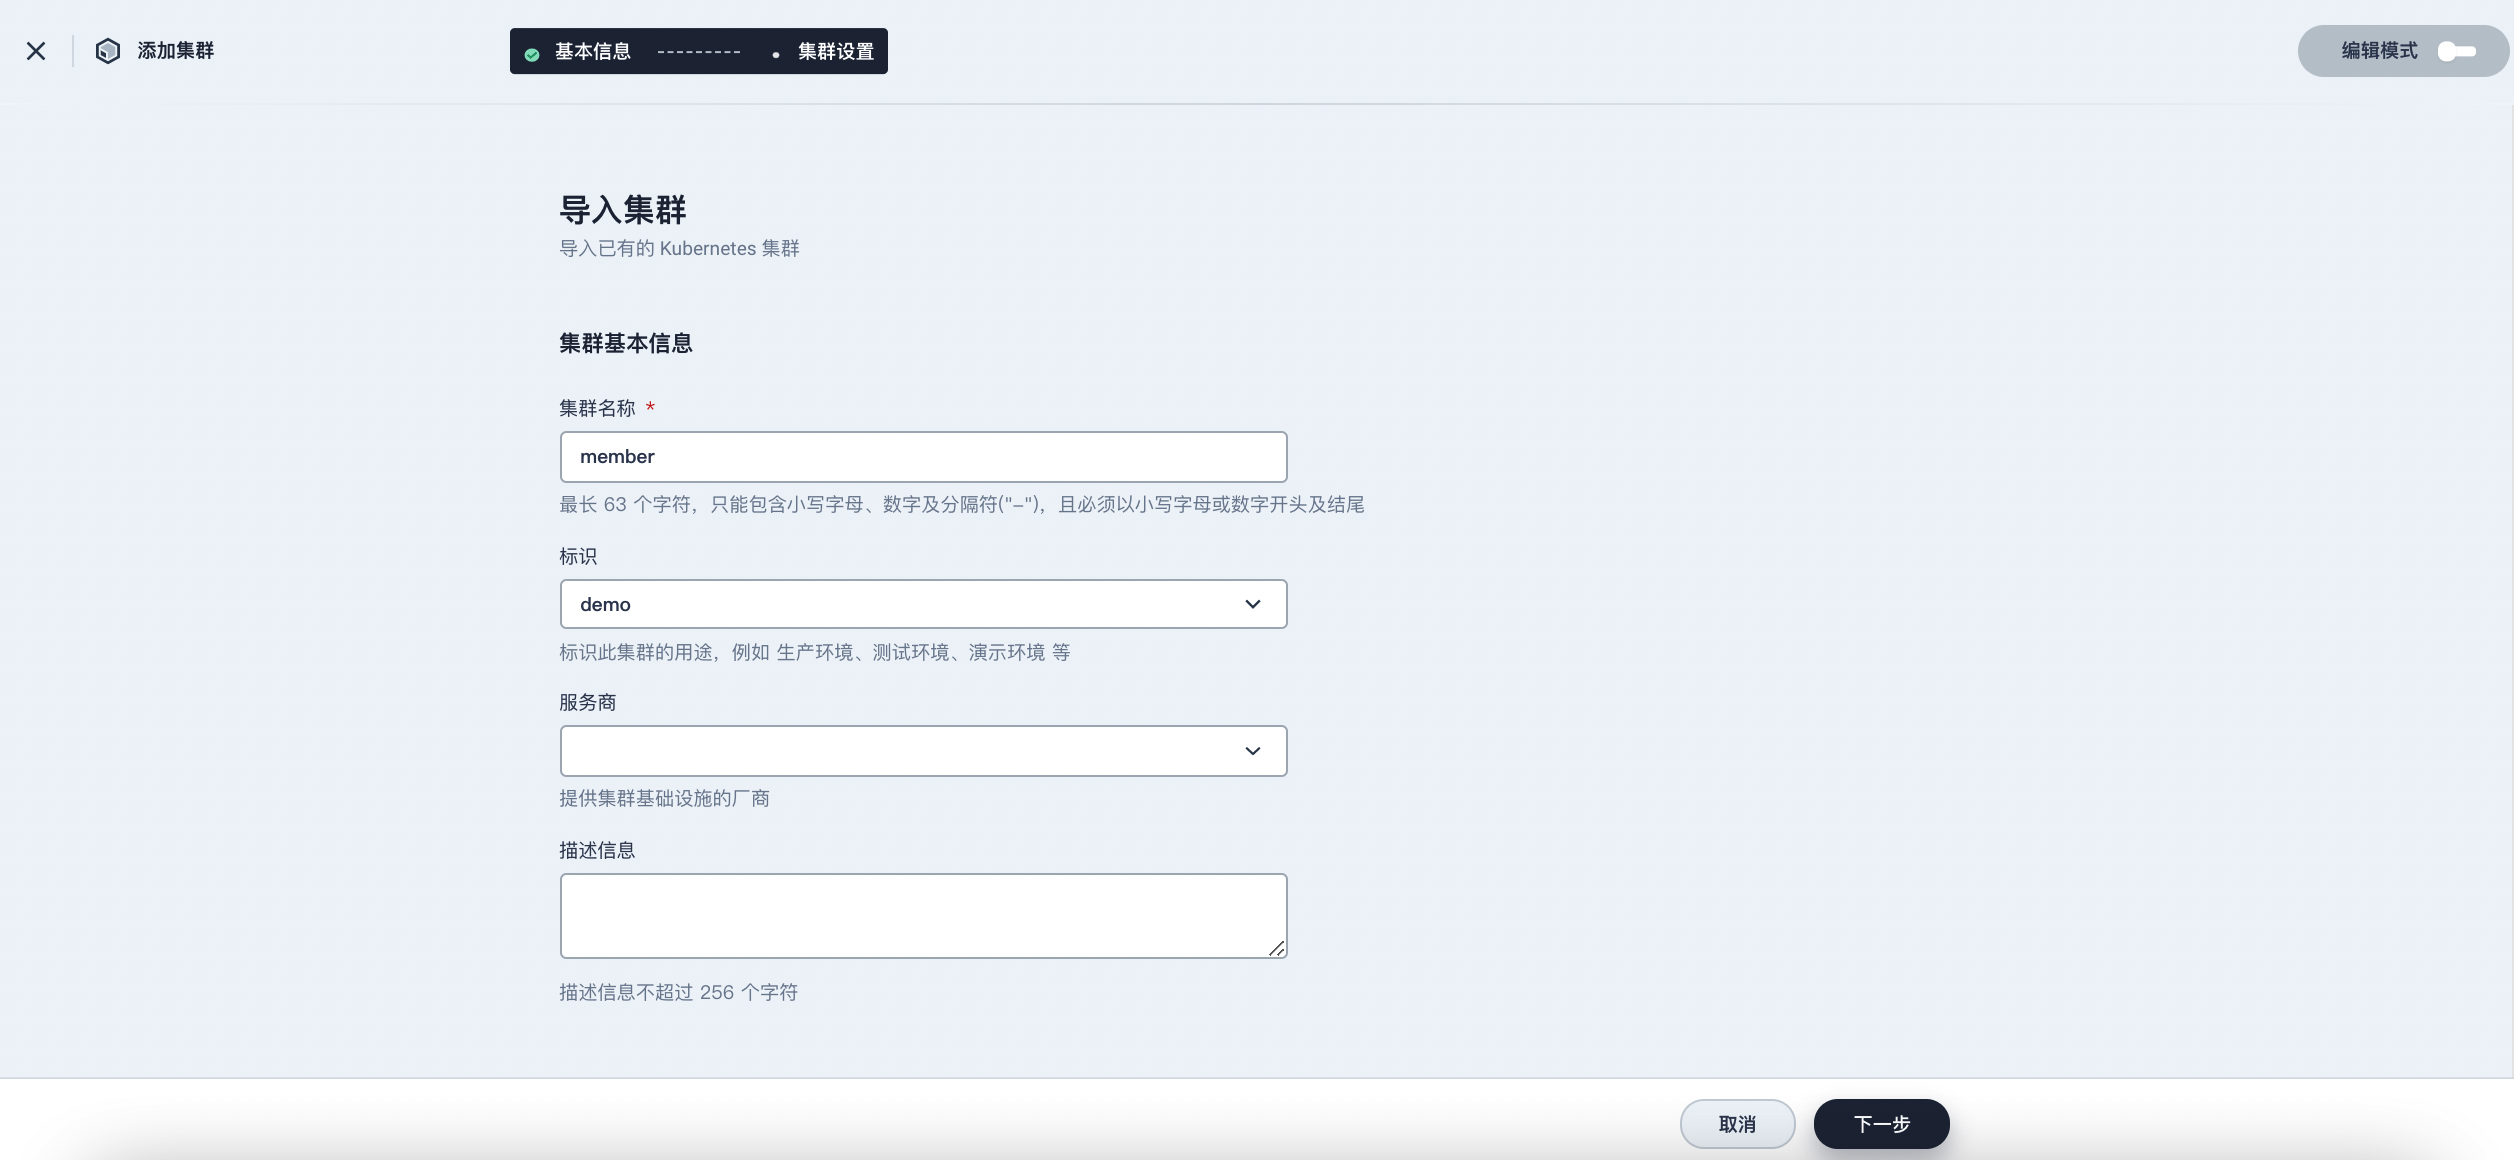 添加集群
基本信息 集群设置
编辑模式
导入集群
导入已有的 Kubernetes 集群
集群基本信息
集群名称 *
member
最长 63 个字符，只能包含小写字母、数字及分隔符("-")，且必须以小写字母或数字开头及结尾
标识
demo
标识此集群的用途，例如 生产环境、测试环境、演示环境 等
服务商
提供集群基础设施的厂商
描述信息
描述信息不超过 256 个字符
取消
下一步